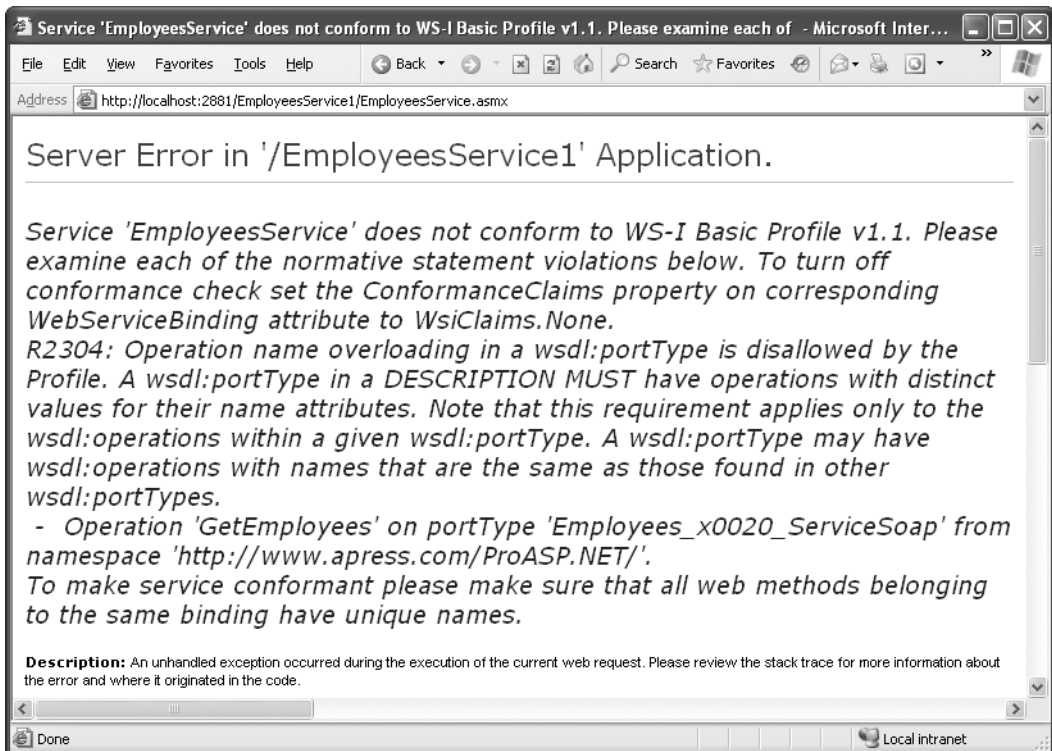 Service 'EmployeesService' does not conform to WS-I Basic Profile v1.1. Please examine each of - Microsoft Inter...
File Edit View Favorites Tools Help Back Search Favorites »
Address http://localhost:2881/EmployeesService1/EmployeesService.asmx
Server Error in '/EmployeesService1' Application.
Service 'EmployeesService' does not conform to WS-I Basic Profile v1.1. Please
examine each of the normative statement violations below. To turn off
conformance check set the ConformanceClaims property on corresponding
WebServiceBinding attribute to WsiClaims.None.
R2304: Operation name overloading in a wsdl:portType is disallowed by the
Profile. A wsdl:portType in a DESCRIPTION MUST have operations with distinct
values for their name attributes. Note that this requirement applies only to the
wsdl:operations within a given wsdl:portType. A wsdl:portType may have
wsdl:operations with names that are the same as those found in other
wsdl:portTypes.
- Operation 'GetEmployees' on portType 'Employees_x0020_ServiceSoap' from
namespace 'http://www.apress.com/ProASP.NET/'.
To make service conformant please make sure that all web methods belonging
to the same binding have unique names.
Description: An unhandled exception occurred during the execution of the current web request. Please review the stack trace for more information about
the error and where it originated in the code.
Done Local intranet